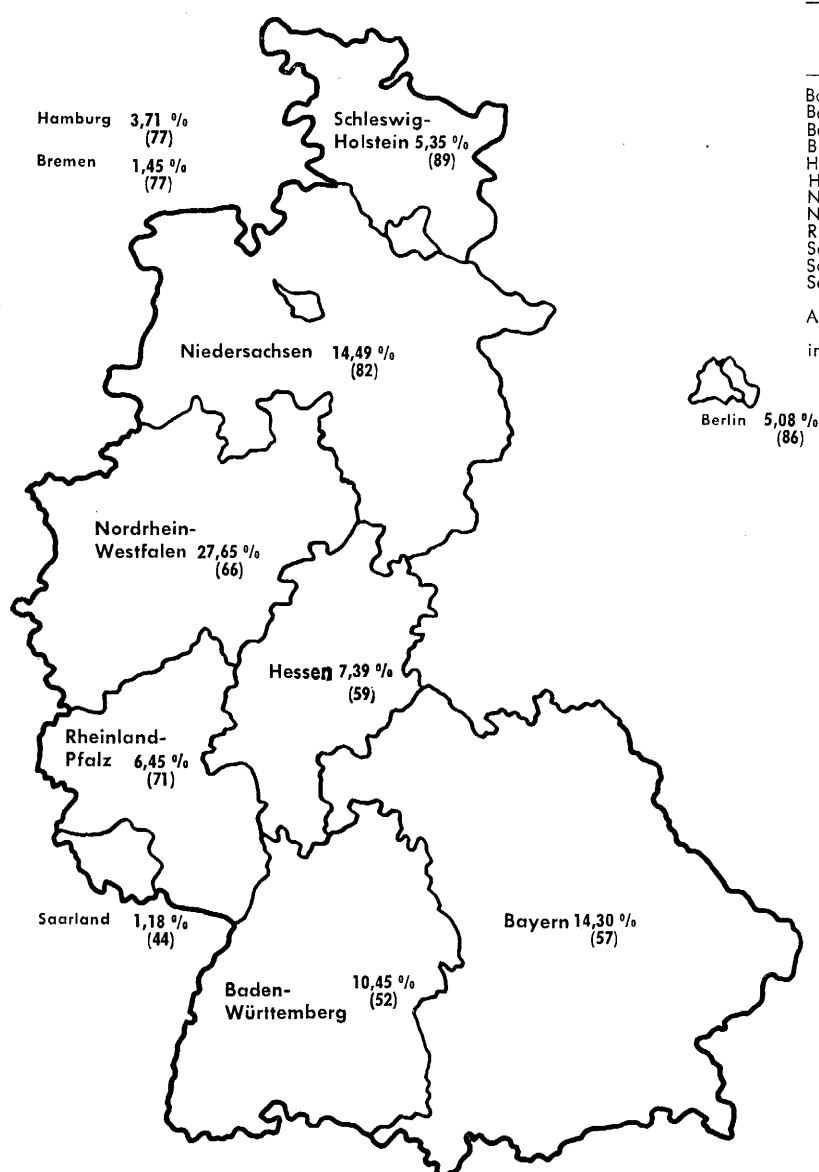 Hamburg 3,71 %
(77)
Bremen 1,45 %
(77)
Schleswig-
Holstein 5,35 %
(89)
Niedersachsen 14,49 %
(82)
Berlin 5,08 %
(86)
Nordrhein-
Westfalen 27,65 %
(66)
Hessen 7,39 %
(59)
Rheinland-
Pfalz 6,45 %
(71)
Saarland 1,18 %
(44)
Bayern 14,30 %
(57)
Baden-
Württemberg 10,45 %
(52)